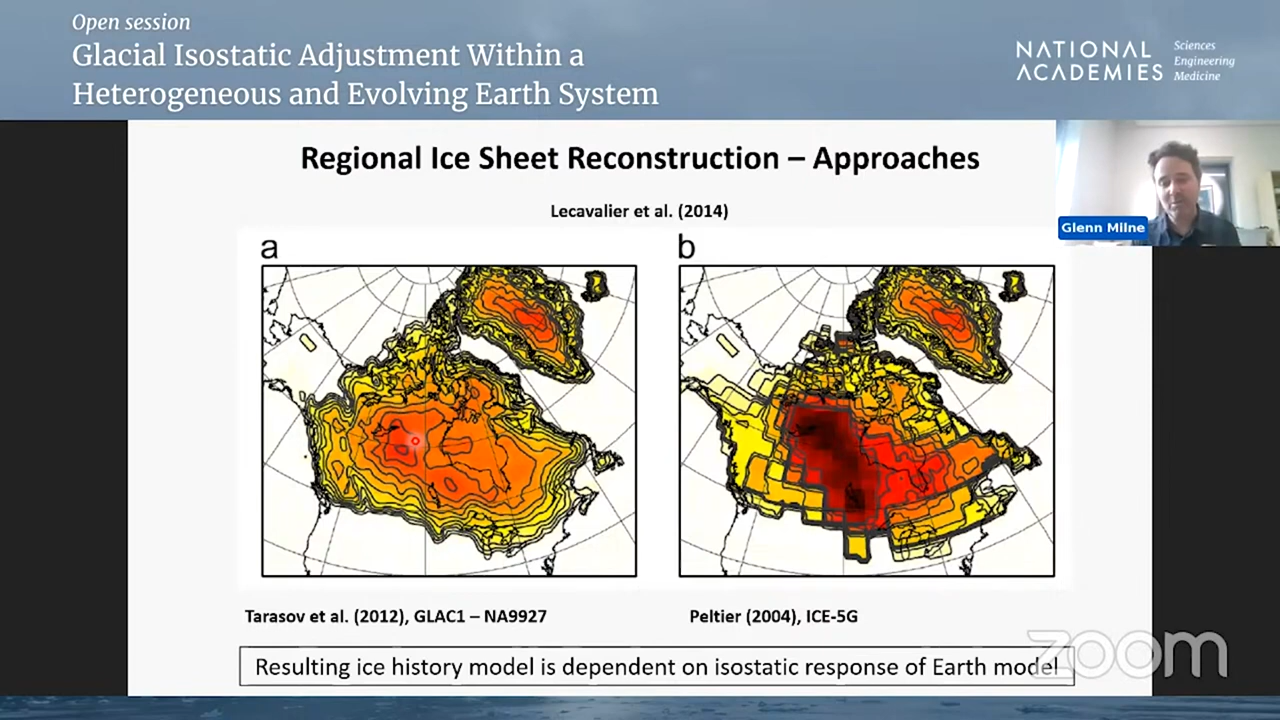 Open session
Glacial Isostatic Adjustment Within a
Heterogeneous and Evolving Earth System
NATIONAL
ACADEMIES
Sciences
Engineering
Medicine
Regional Ice Sheet Reconstruction – Approaches
Lecavalier et al. (2014)
Glenn Milne
a
b
Tarasov et al. (2012), GLAC1 – NA9927
Peltier (2004), ICE-5G
Resulting ice history model is dependent on isostatic response of Earth model
zoom